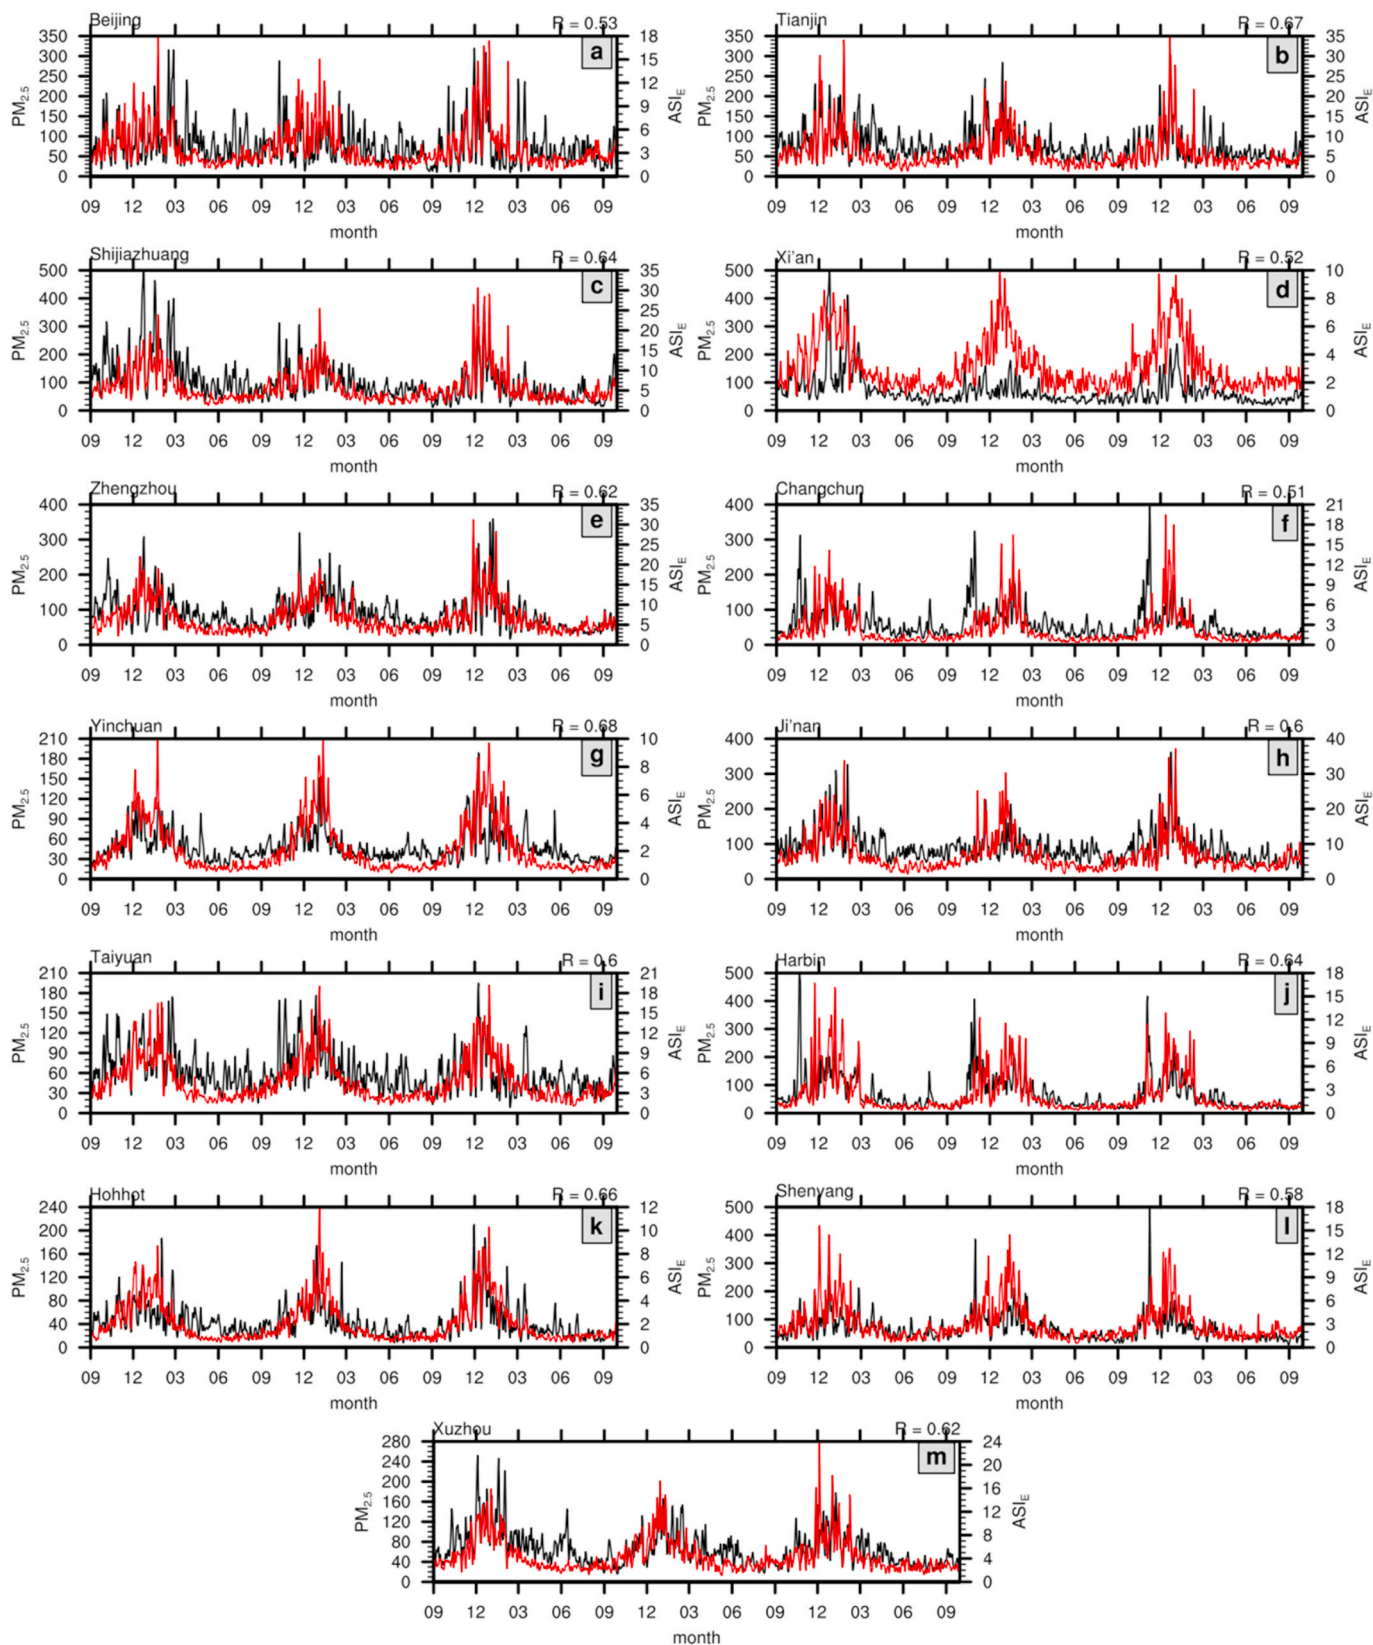 Beijing R = 0.53
a
PM2.5
350 300 250 200 150 100 50 0
18 15 12 9 6 3 0
ASIE
09 12 03 06 09 12 03 06 09 12 03 06 09
month
Tianjin R = 0.67
b
PM2.5
350 300 250 200 150 100 50 0
35 30 25 20 15 10 5 0
ASIE
09 12 03 06 09 12 03 06 09 12 03 06 09
month
Shijiazhuang R = 0.64
c
PM2.5
500 400 300 200 100 0
35 30 25 20 15 10 5 0
ASIE
09 12 03 06 09 12 03 06 09 12 03 06 09
month
Xi'an R = 0.52
d
PM2.5
500 400 300 200 100 0
10 8 6 4 2 0
ASIE
09 12 03 06 09 12 03 06 09 12 03 06 09
month
Zhengzhou R = 0.62
e
PM2.5
400 300 200 100 0
35 30 25 20 15 10 5 0
ASIE
09 12 03 06 09 12 03 06 09 12 03 06 09
month
Changchun R = 0.51
f
PM2.5
400 300 200 100 0
21 18 15 12 9 6 3 0
ASIE
09 12 03 06 09 12 03 06 09 12 03 06 09
month
Yinchuan R = 0.68
g
PM2.5
210 180 150 120 90 60 30 0
10 8 6 4 2 0
ASIE
09 12 03 06 09 12 03 06 09 12 03 06 09
month
Ji'nan R = 0.6
h
PM2.5
400 300 200 100 0
40 30 20 10 0
ASIE
09 12 03 06 09 12 03 06 09 12 03 06 09
month
Taiyuan R = 0.6
i
PM2.5
210 180 150 120 90 60 30 0
21 18 15 12 9 6 3 0
ASIE
09 12 03 06 09 12 03 06 09 12 03 06 09
month
Harbin R = 0.64
j
PM2.5
500 400 300 200 100 0
18 15 12 9 6 3 0
ASIE
09 12 03 06 09 12 03 06 09 12 03 06 09
month
Hohhot R = 0.66
k
PM2.5
240 200 160 120 80 40 0
12 10 8 6 4 2 0
ASIE
09 12 03 06 09 12 03 06 09 12 03 06 09
month
Shenyang R = 0.58
l
PM2.5
500 400 300 200 100 0
18 15 12 9 6 3 0
ASIE
09 12 03 06 09 12 03 06 09 12 03 06 09
month
Xuzhou R = 0.62
m
PM2.5
280 240 200 160 120 80 40 0
24 20 16 12 8 4 0
ASIE
09 12 03 06 09 12 03 06 09 12 03 06 09
month